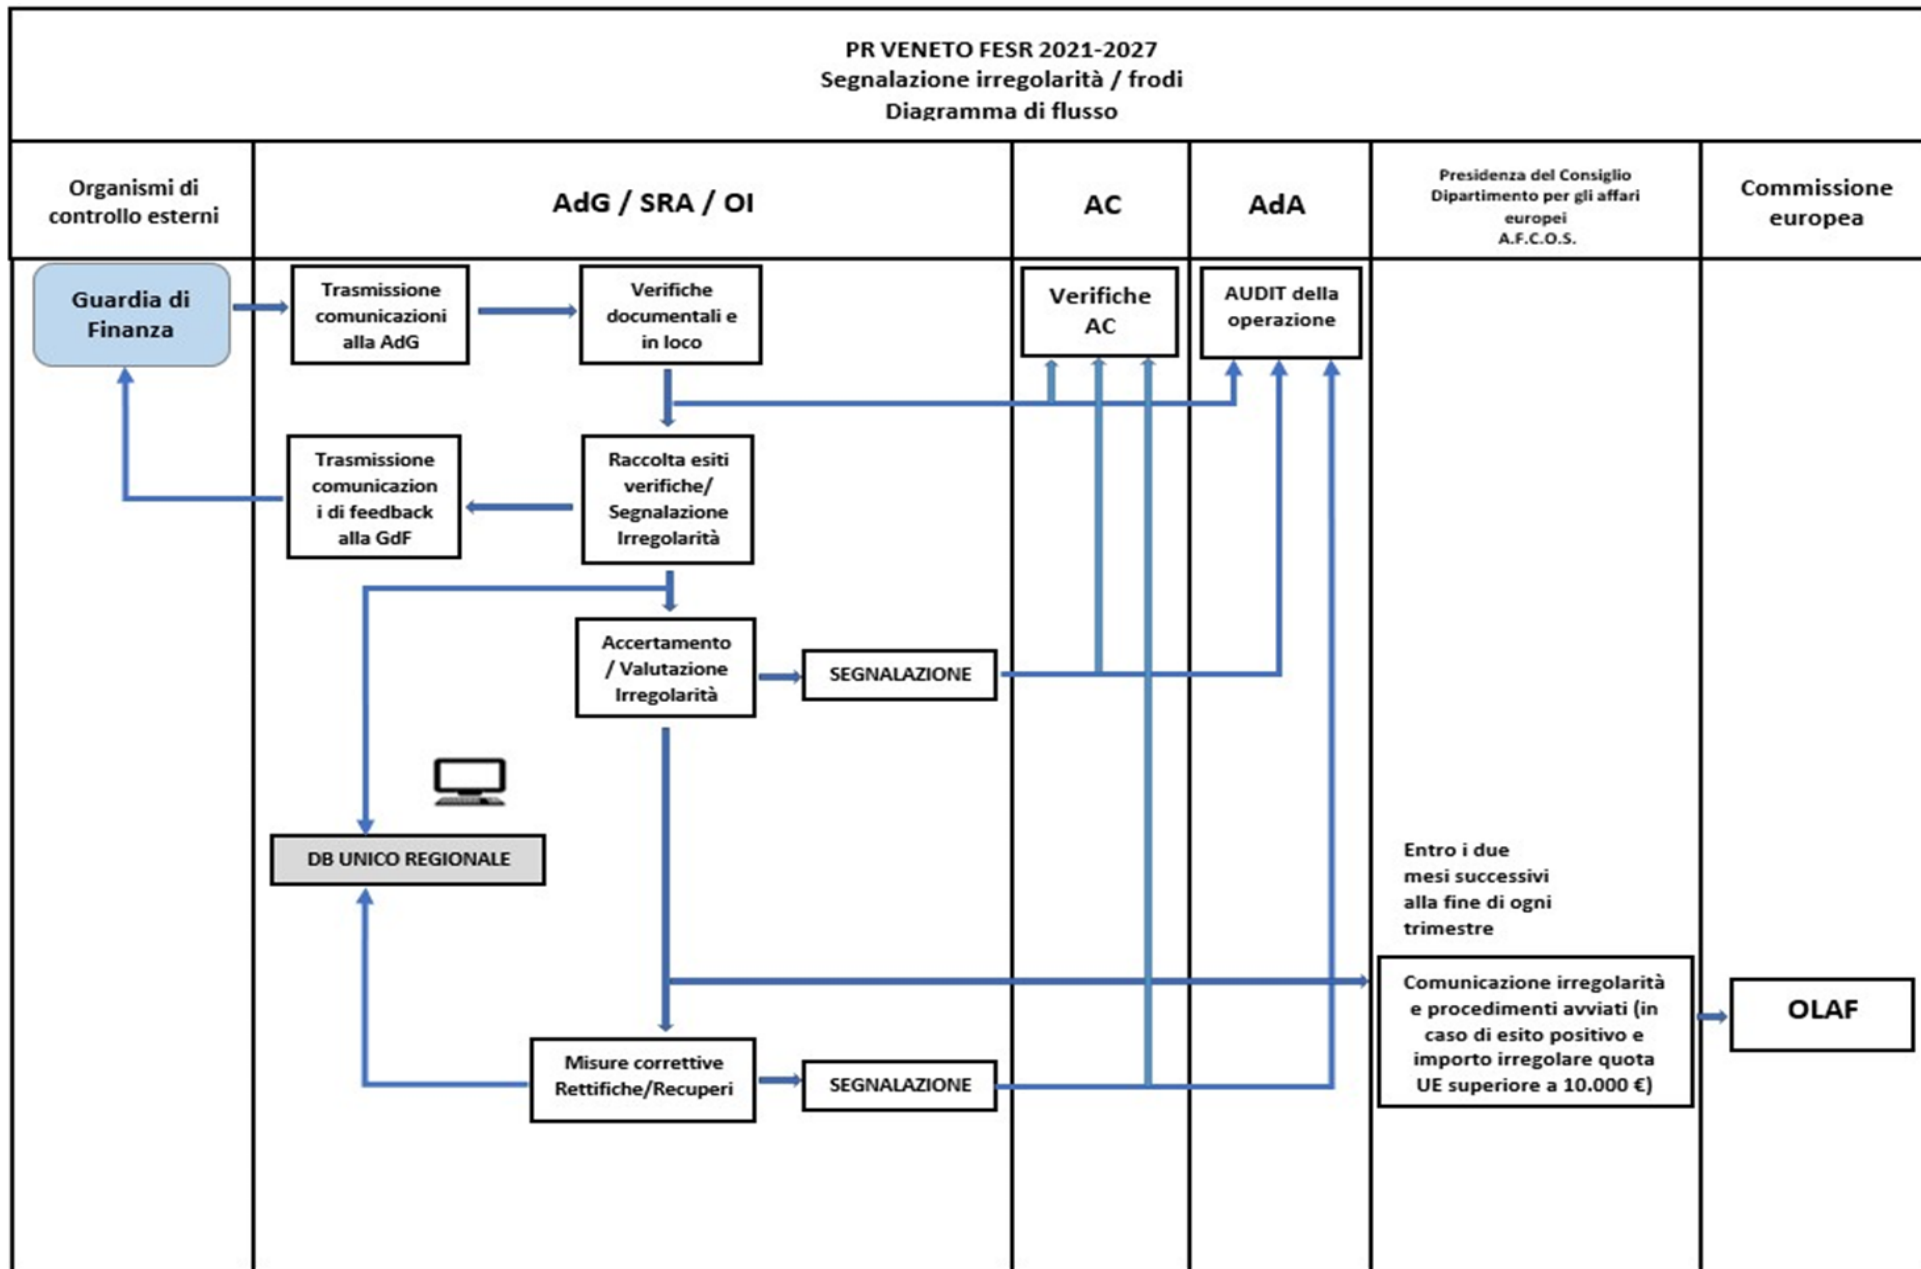 PR VENETO FESR 2021-2027
Segnalazione irregolarità / frodi
Diagramma di flusso
Organismi di
controllo esterni
AdG / SRA / OI
AC
AdA
Presidenza del Consiglio
Dipartimento per gli affari
europei
A.F.C.O.S.
Commissione
europea
Guardia di
Finanza
Trasmissione
comunicazioni
alla AdG
Verifiche
documentali e
in loco
Verifiche
AC
AUDIT della
operazione
Trasmissione
comunicazion
i di feedback
alla GdF
Raccolta esiti
verifiche/
Segnalazione
Irregolarità
Accertamento
/ Valutazione
Irregolarità
SEGNALAZIONE
DB UNICO REGIONALE
Entro i due
mesi successivi
alla fine di ogni
trimestre
Comunicazione irregolarità
e procedimenti avviati (in
caso di esito positivo e
importo irregolare quota
UE superiore a 10.000 €)
OLAF
Misure correttive
Rettifiche/Recuperi
SEGNALAZIONE